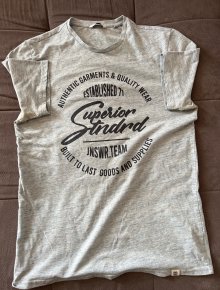 AUTHENTIC GARMENTS & QUALITY WEAR
ESTABLISHED 71
Superior
Stndrd
JNSWR.TEAM
BUILT TO LAST GOODS AND SUPPLIES